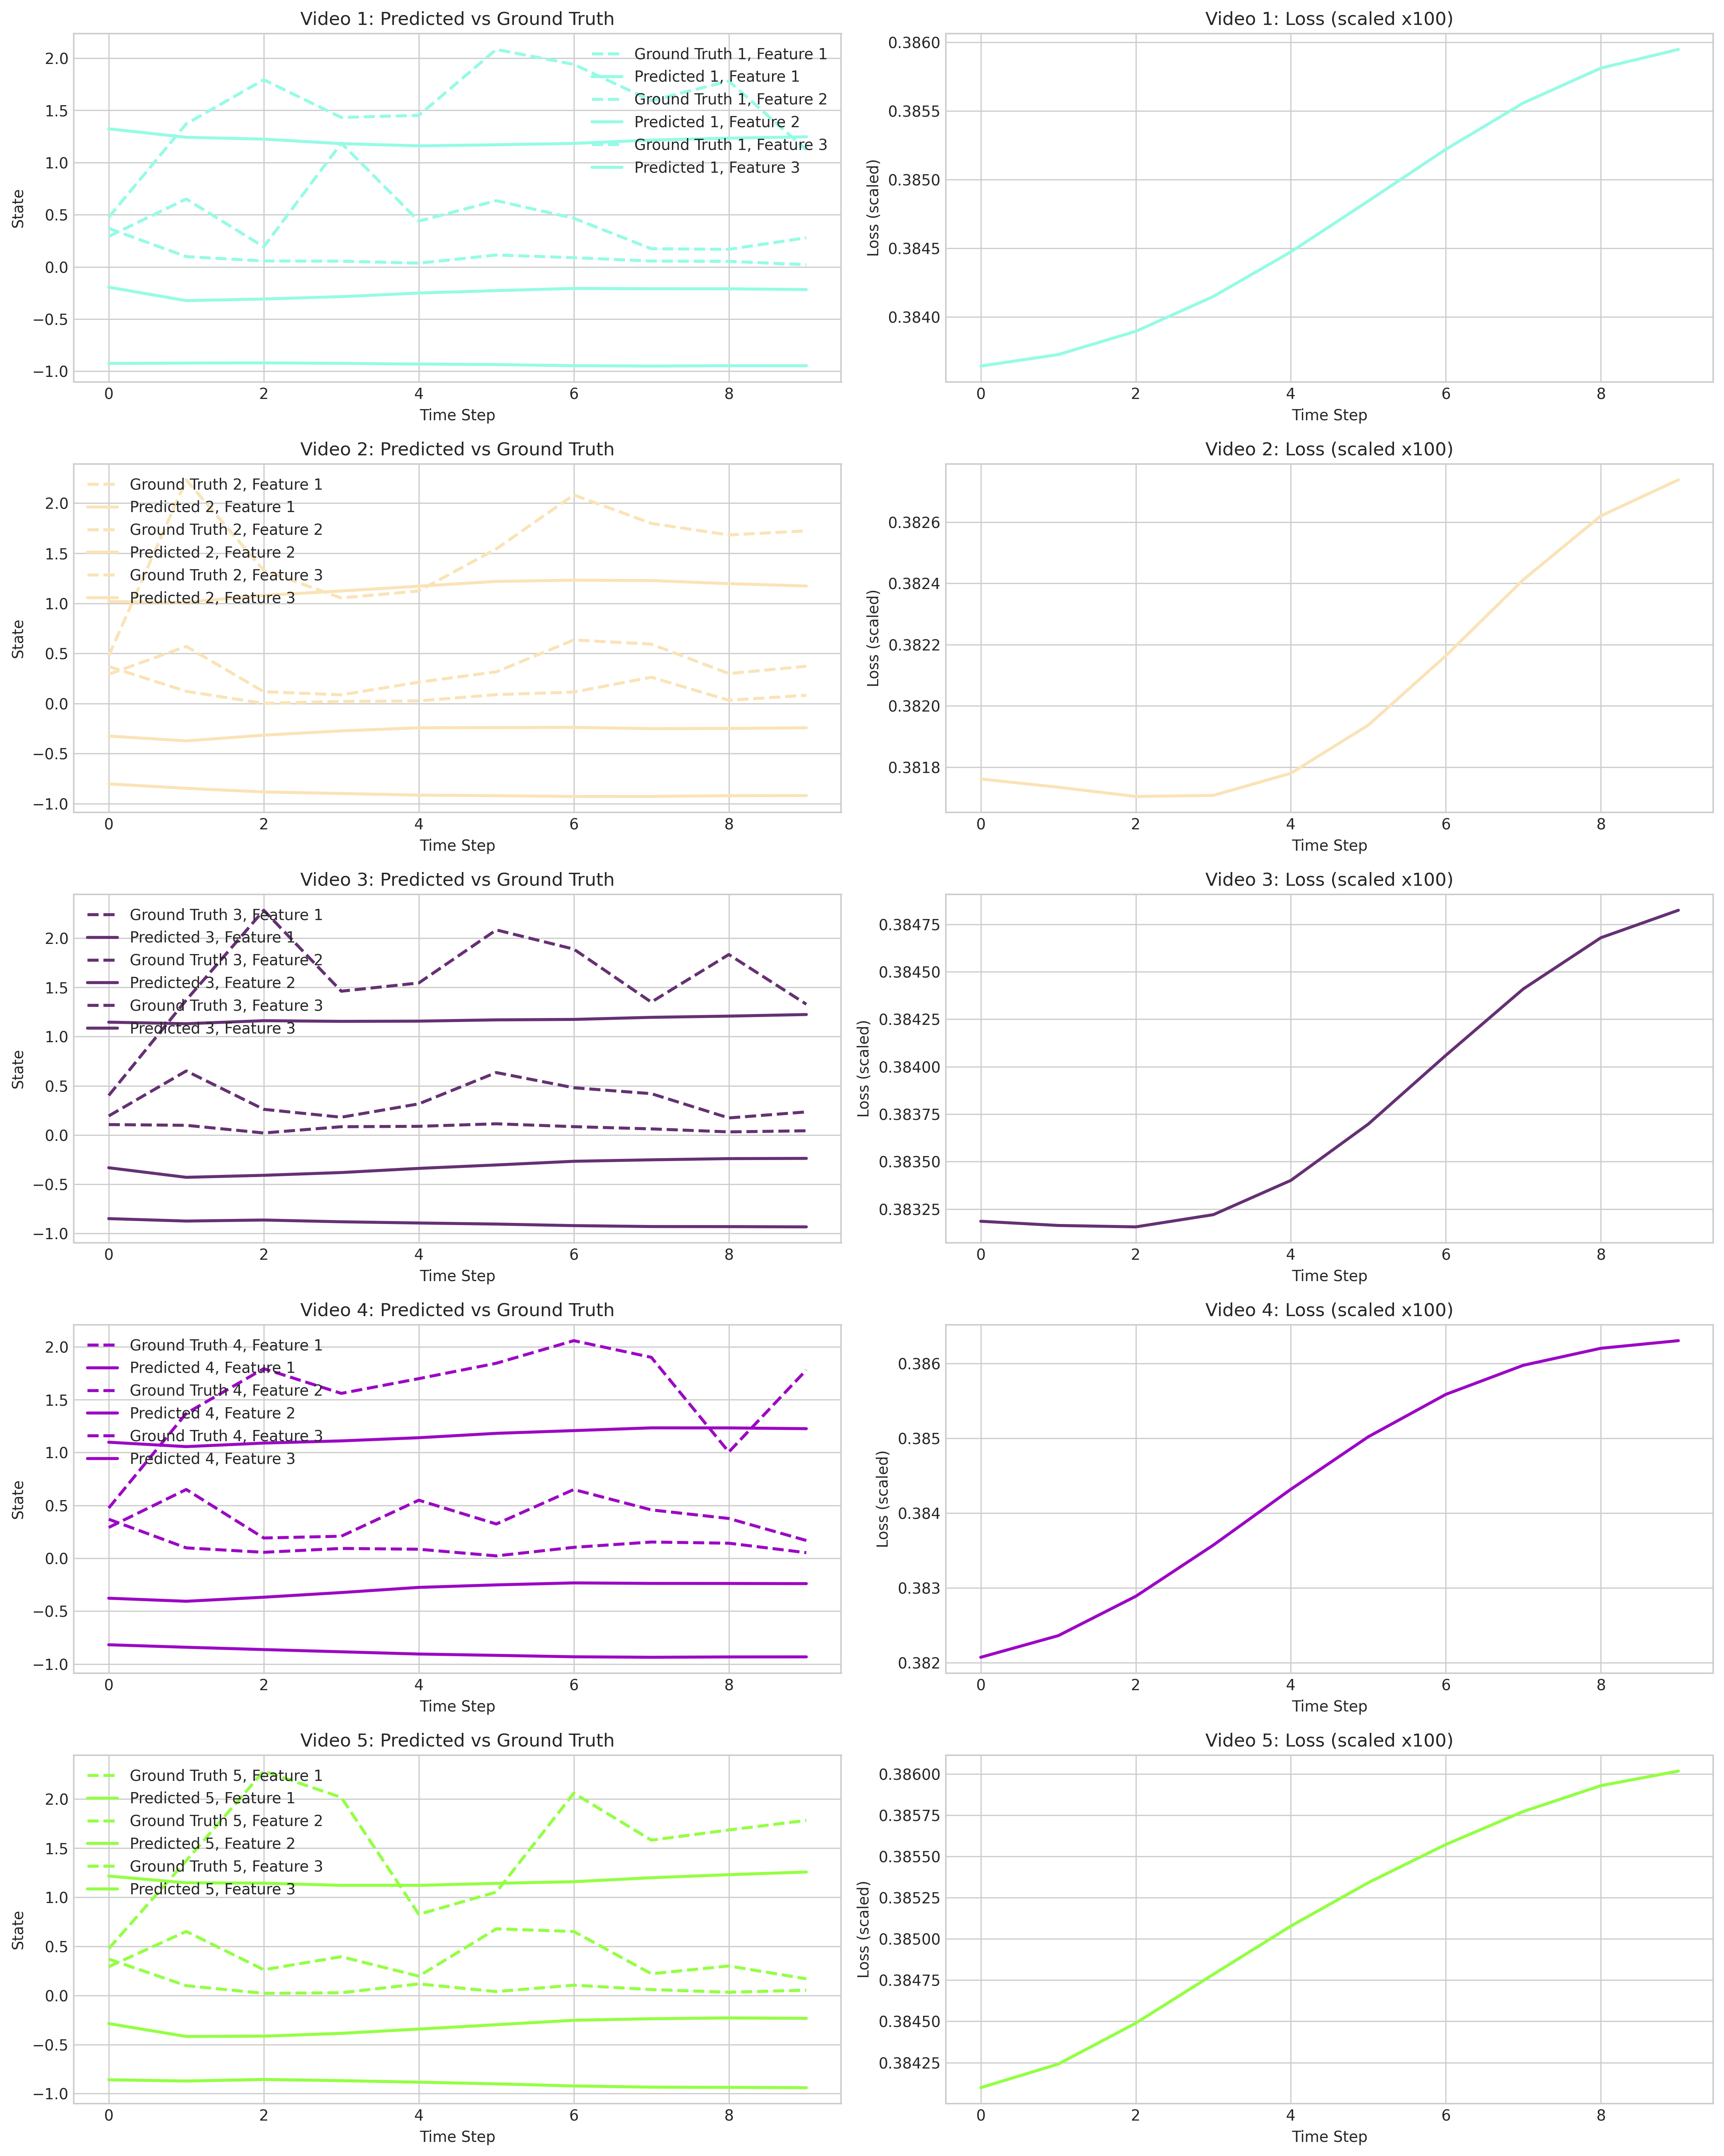 Video 1: Predicted vs Ground Truth
State
2.0
1.5
1.0
0.5
0.0
−0.5
−1.0
Ground Truth 1, Feature 1
Predicted 1, Feature 1
Ground Truth 1, Feature 2
Predicted 1, Feature 2
Ground Truth 1, Feature 3
Predicted 1, Feature 3
0 2 4 6 8
Time Step
Video 1: Loss (scaled x100)
Loss (scaled)
0.3860
0.3855
0.3850
0.3845
0.3840
0 2 4 6 8
Time Step
Video 2: Predicted vs Ground Truth
State
2.0
1.5
1.0
0.5
0.0
−0.5
−1.0
Ground Truth 2, Feature 1
Predicted 2, Feature 1
Ground Truth 2, Feature 2
Predicted 2, Feature 2
Ground Truth 2, Feature 3
Predicted 2, Feature 3
0 2 4 6 8
Time Step
Video 2: Loss (scaled x100)
Loss (scaled)
0.3826
0.3824
0.3822
0.3820
0.3818
0 2 4 6 8
Time Step
Video 3: Predicted vs Ground Truth
State
2.0
1.5
1.0
0.5
0.0
−0.5
−1.0
Ground Truth 3, Feature 1
Predicted 3, Feature 1
Ground Truth 3, Feature 2
Predicted 3, Feature 2
Ground Truth 3, Feature 3
Predicted 3, Feature 3
0 2 4 6 8
Time Step
Video 3: Loss (scaled x100)
Loss (scaled)
0.38475
0.38450
0.38425
0.38400
0.38375
0.38350
0.38325
0 2 4 6 8
Time Step
Video 4: Predicted vs Ground Truth
State
2.0
1.5
1.0
0.5
0.0
−0.5
−1.0
Ground Truth 4, Feature 1
Predicted 4, Feature 1
Ground Truth 4, Feature 2
Predicted 4, Feature 2
Ground Truth 4, Feature 3
Predicted 4, Feature 3
0 2 4 6 8
Time Step
Video 4: Loss (scaled x100)
Loss (scaled)
0.386
0.385
0.384
0.383
0.382
0 2 4 6 8
Time Step
Video 5: Predicted vs Ground Truth
State
2.0
1.5
1.0
0.5
0.0
−0.5
−1.0
Ground Truth 5, Feature 1
Predicted 5, Feature 1
Ground Truth 5, Feature 2
Predicted 5, Feature 2
Ground Truth 5, Feature 3
Predicted 5, Feature 3
0 2 4 6 8
Time Step
Video 5: Loss (scaled x100)
Loss (scaled)
0.38600
0.38575
0.38550
0.38525
0.38500
0.38475
0.38450
0.38425
0 2 4 6 8
Time Step